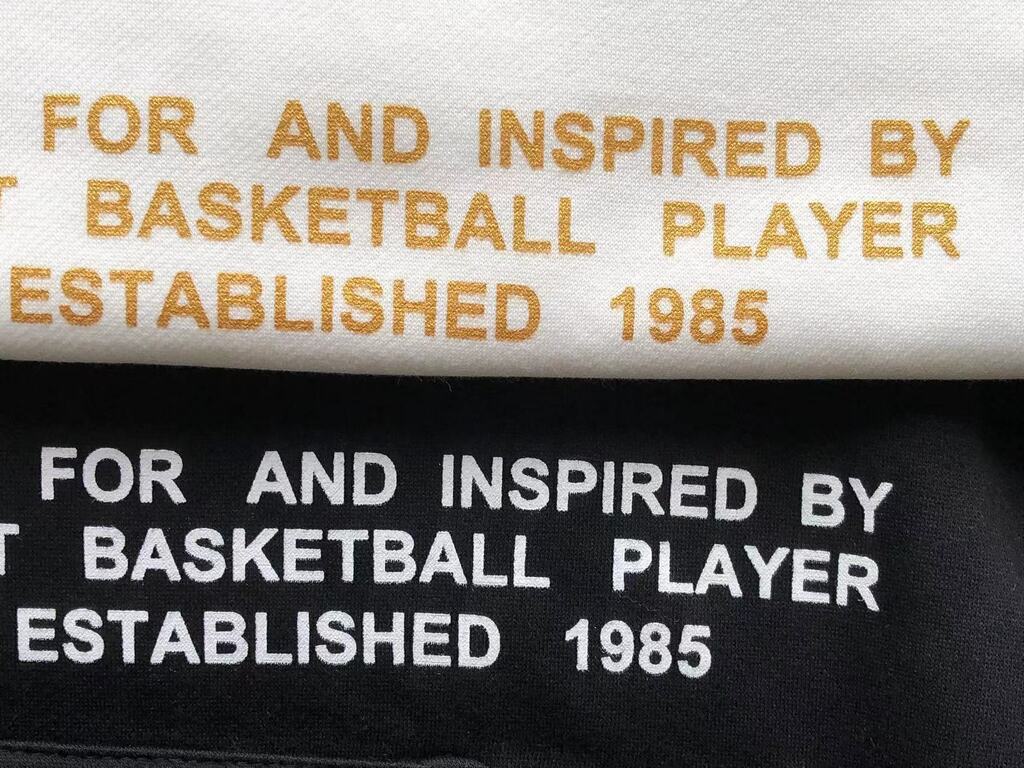 FOR AND INSPIRED BY
T BASKETBALL PLAYER
ESTABLISHED 1985
FOR AND INSPIRED BY
T BASKETBALL PLAYER
ESTABLISHED 1985